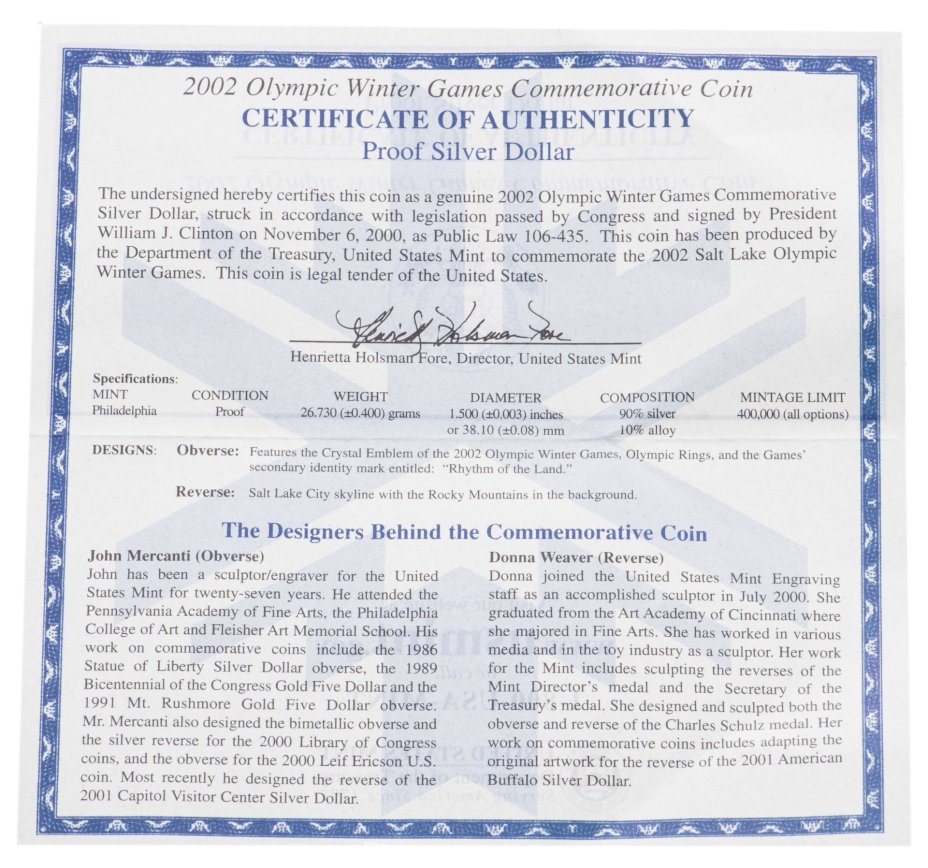 2002 Olympic Winter Games Commemorative Coin
CERTIFICATE OF AUTHENTICITY
Proof Silver Dollar
The undersigned hereby certifies this coin as a genuine 2002 Olympic Winter Games Commemorative
Silver Dollar, struck in accordance with legislation passed by Congress and signed by President
William J. Clinton on November 6, 2000, as Public Law 106-435. This coin has been produced by
the Department of the Treasury, United States Mint to commemorate the 2002 Salt Lake Olympic
Winter Games. This coin is legal tender of the United States.
Henrietta Holsman Fore
Henrietta Holsman Fore, Director, United States Mint
Specifications:
MINT CONDITION WEIGHT DIAMETER COMPOSITION MINTAGE LIMIT
Philadelphia Proof 26.730 (±0.400) grams 1.500 (±0.003) inches 90% silver 400,000 (all options)
or 38.10 (±0.08) mm 10% alloy
DESIGNS: Obverse: Features the Crystal Emblem of the 2002 Olympic Winter Games, Olympic Rings, and the Games'
secondary identity mark entitled: "Rhythm of the Land."
Reverse: Salt Lake City skyline with the Rocky Mountains in the background.
The Designers Behind the Commemorative Coin
John Mercanti (Obverse)
John has been a sculptor/engraver for the United
States Mint for twenty-seven years. He attended the
Pennsylvania Academy of Fine Arts, the Philadelphia
College of Art and Fleisher Art Memorial School. His
work on commemorative coins include the 1986
Statue of Liberty Silver Dollar obverse, the 1989
Bicentennial of the Congress Gold Five Dollar and the
1991 Mt. Rushmore Gold Five Dollar obverse.
Mr. Mercanti also designed the bimetallic obverse and
the silver reverse for the 2000 Library of Congress
coins, and the obverse for the 2000 Leif Ericson U.S.
coin. Most recently he designed the reverse of the
2001 Capitol Visitor Center Silver Dollar.
Donna Weaver (Reverse)
Donna joined the United States Mint Engraving
staff as an accomplished sculptor in July 2000. She
graduated from the Art Academy of Cincinnati where
she majored in Fine Arts. She has worked in various
media and in the toy industry as a sculptor. Her work
for the Mint includes sculpting the reverses of the
Mint Director's medal and the Secretary of the
Treasury's medal. She designed and sculpted both the
obverse and reverse of the Charles Schulz medal. Her
work on commemorative coins includes adapting the
original artwork for the reverse of the 2001 American
Buffalo Silver Dollar.